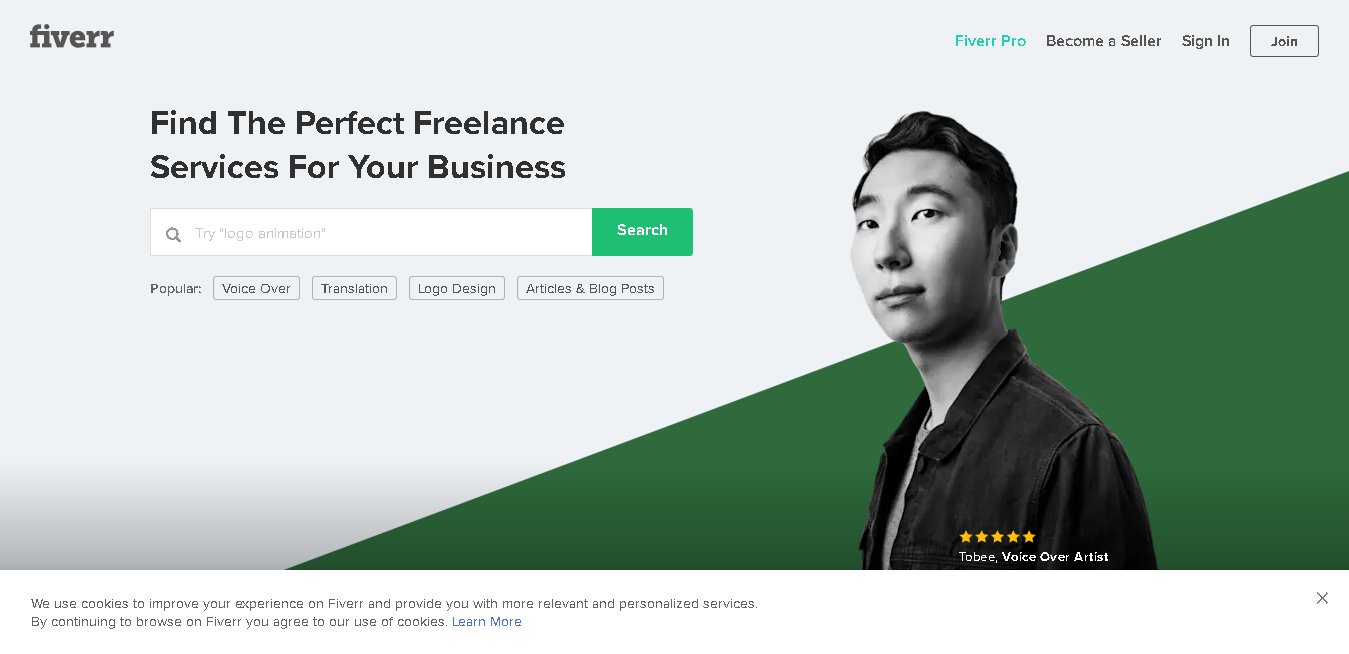 fiverr
Fiverr Pro
Become a Seller
Sign In
Join
Find The Perfect Freelance
Services For Your Business
Try "logo animation"
Search
Popular:
Voice Over
Translation
Logo Design
Articles & Blog Posts
Tobee, Voice Over Artist
We use cookies to improve your experience on Fiverr and provide you with more relevant and personalized services.
By continuing to browse on Fiverr you agree to our use of cookies. Learn More